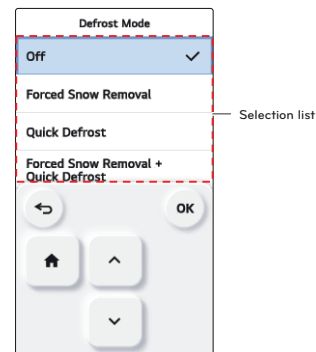 Defrost Mode
Off
Forced Snow Removal
Selection list
Quick Defrost
Forced Snow Removal +
Quick Defrost
OK